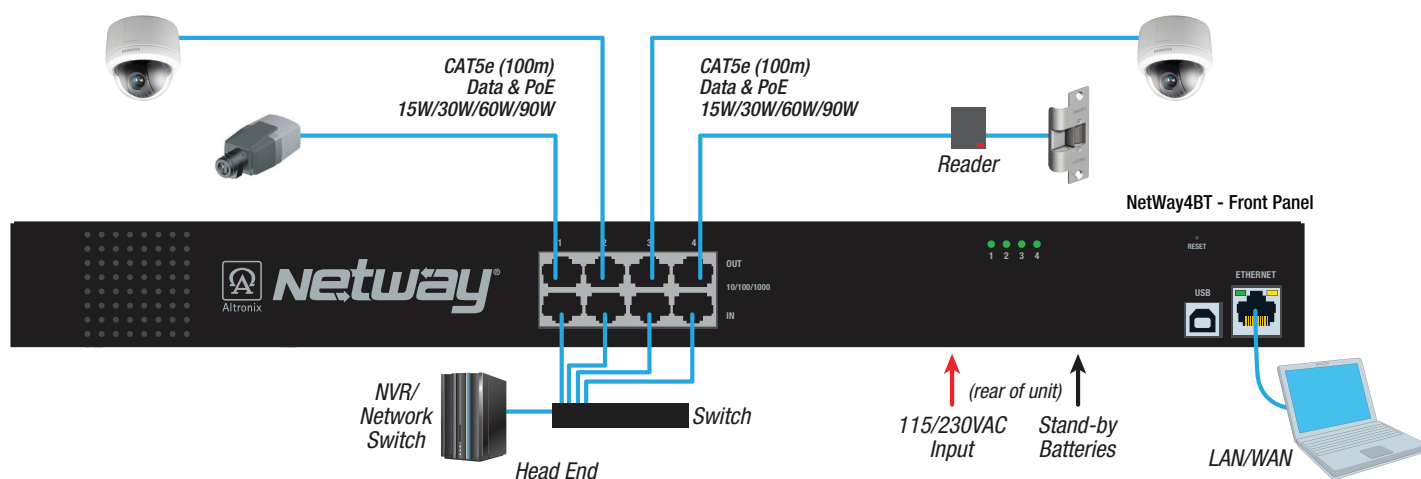 CAT5e (100m)
Data & PoE
15W/30W/60W/90W
CAT5e (100m)
Data & PoE
15W/30W/60W/90W
Reader
NetWay4BT - Front Panel
1 2 3 4
OUT
10/100/1000
IN
Altronix
Netway®
1 2 3 4
RESET
USB
ETHERNET
NVR/
Network
Switch
Switch
Head End
(rear of unit)
115/230VAC
Input
Stand-by
Batteries
LAN/WAN